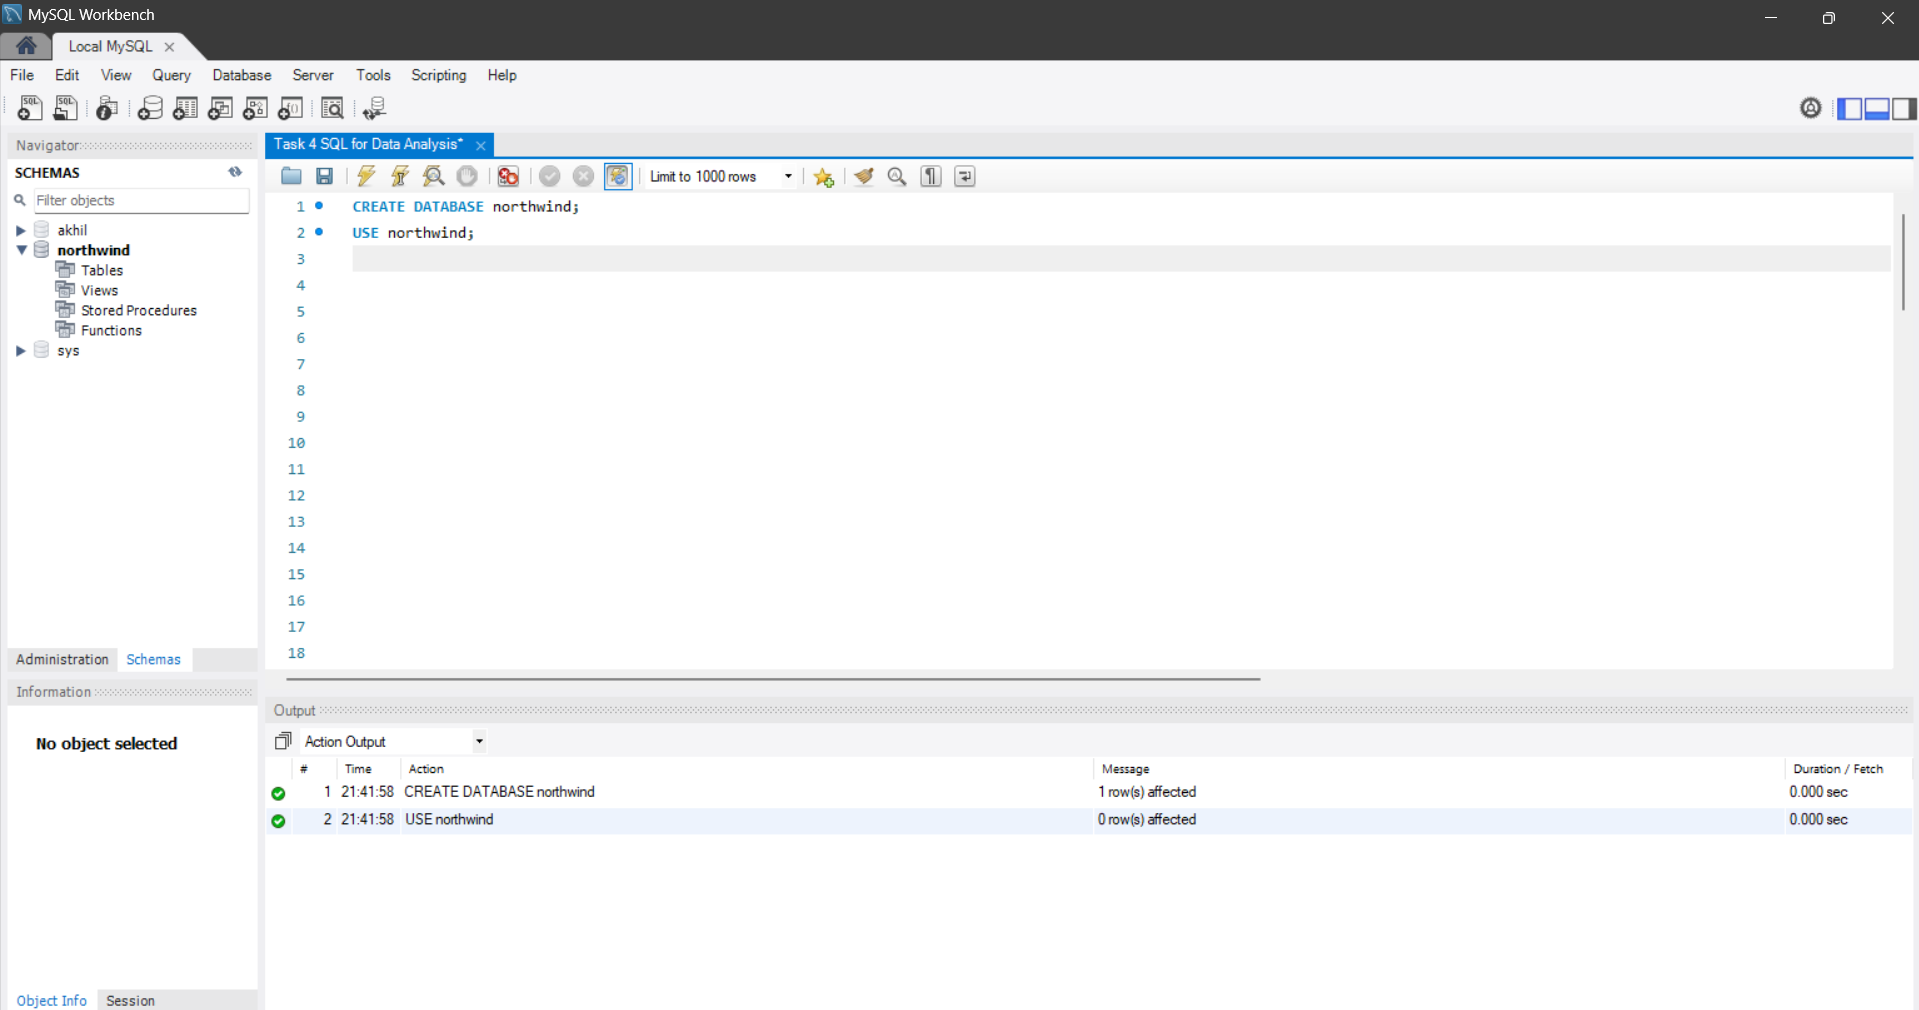 MySQL Workbench
Local MySQL
File Edit View Query Database Server Tools Scripting Help
Navigator
SCHEMAS
Filter objects
akhil
northwind
Tables
Views
Stored Procedures
Functions
sys
Administration Schemas
Information
No object selected
Object Info Session
Task 4 SQL for Data Analysis*
Limit to 1000 rows
1 CREATE DATABASE northwind;
2 USE northwind;
3
4
5
6
7
8
9
10
11
12
13
14
15
16
17
18
Output
Action Output
# Time Action Message Duration / Fetch
1 21:41:58 CREATE DATABASE northwind 1 row(s) affected 0.000 sec
2 21:41:58 USE northwind 0 row(s) affected 0.000 sec